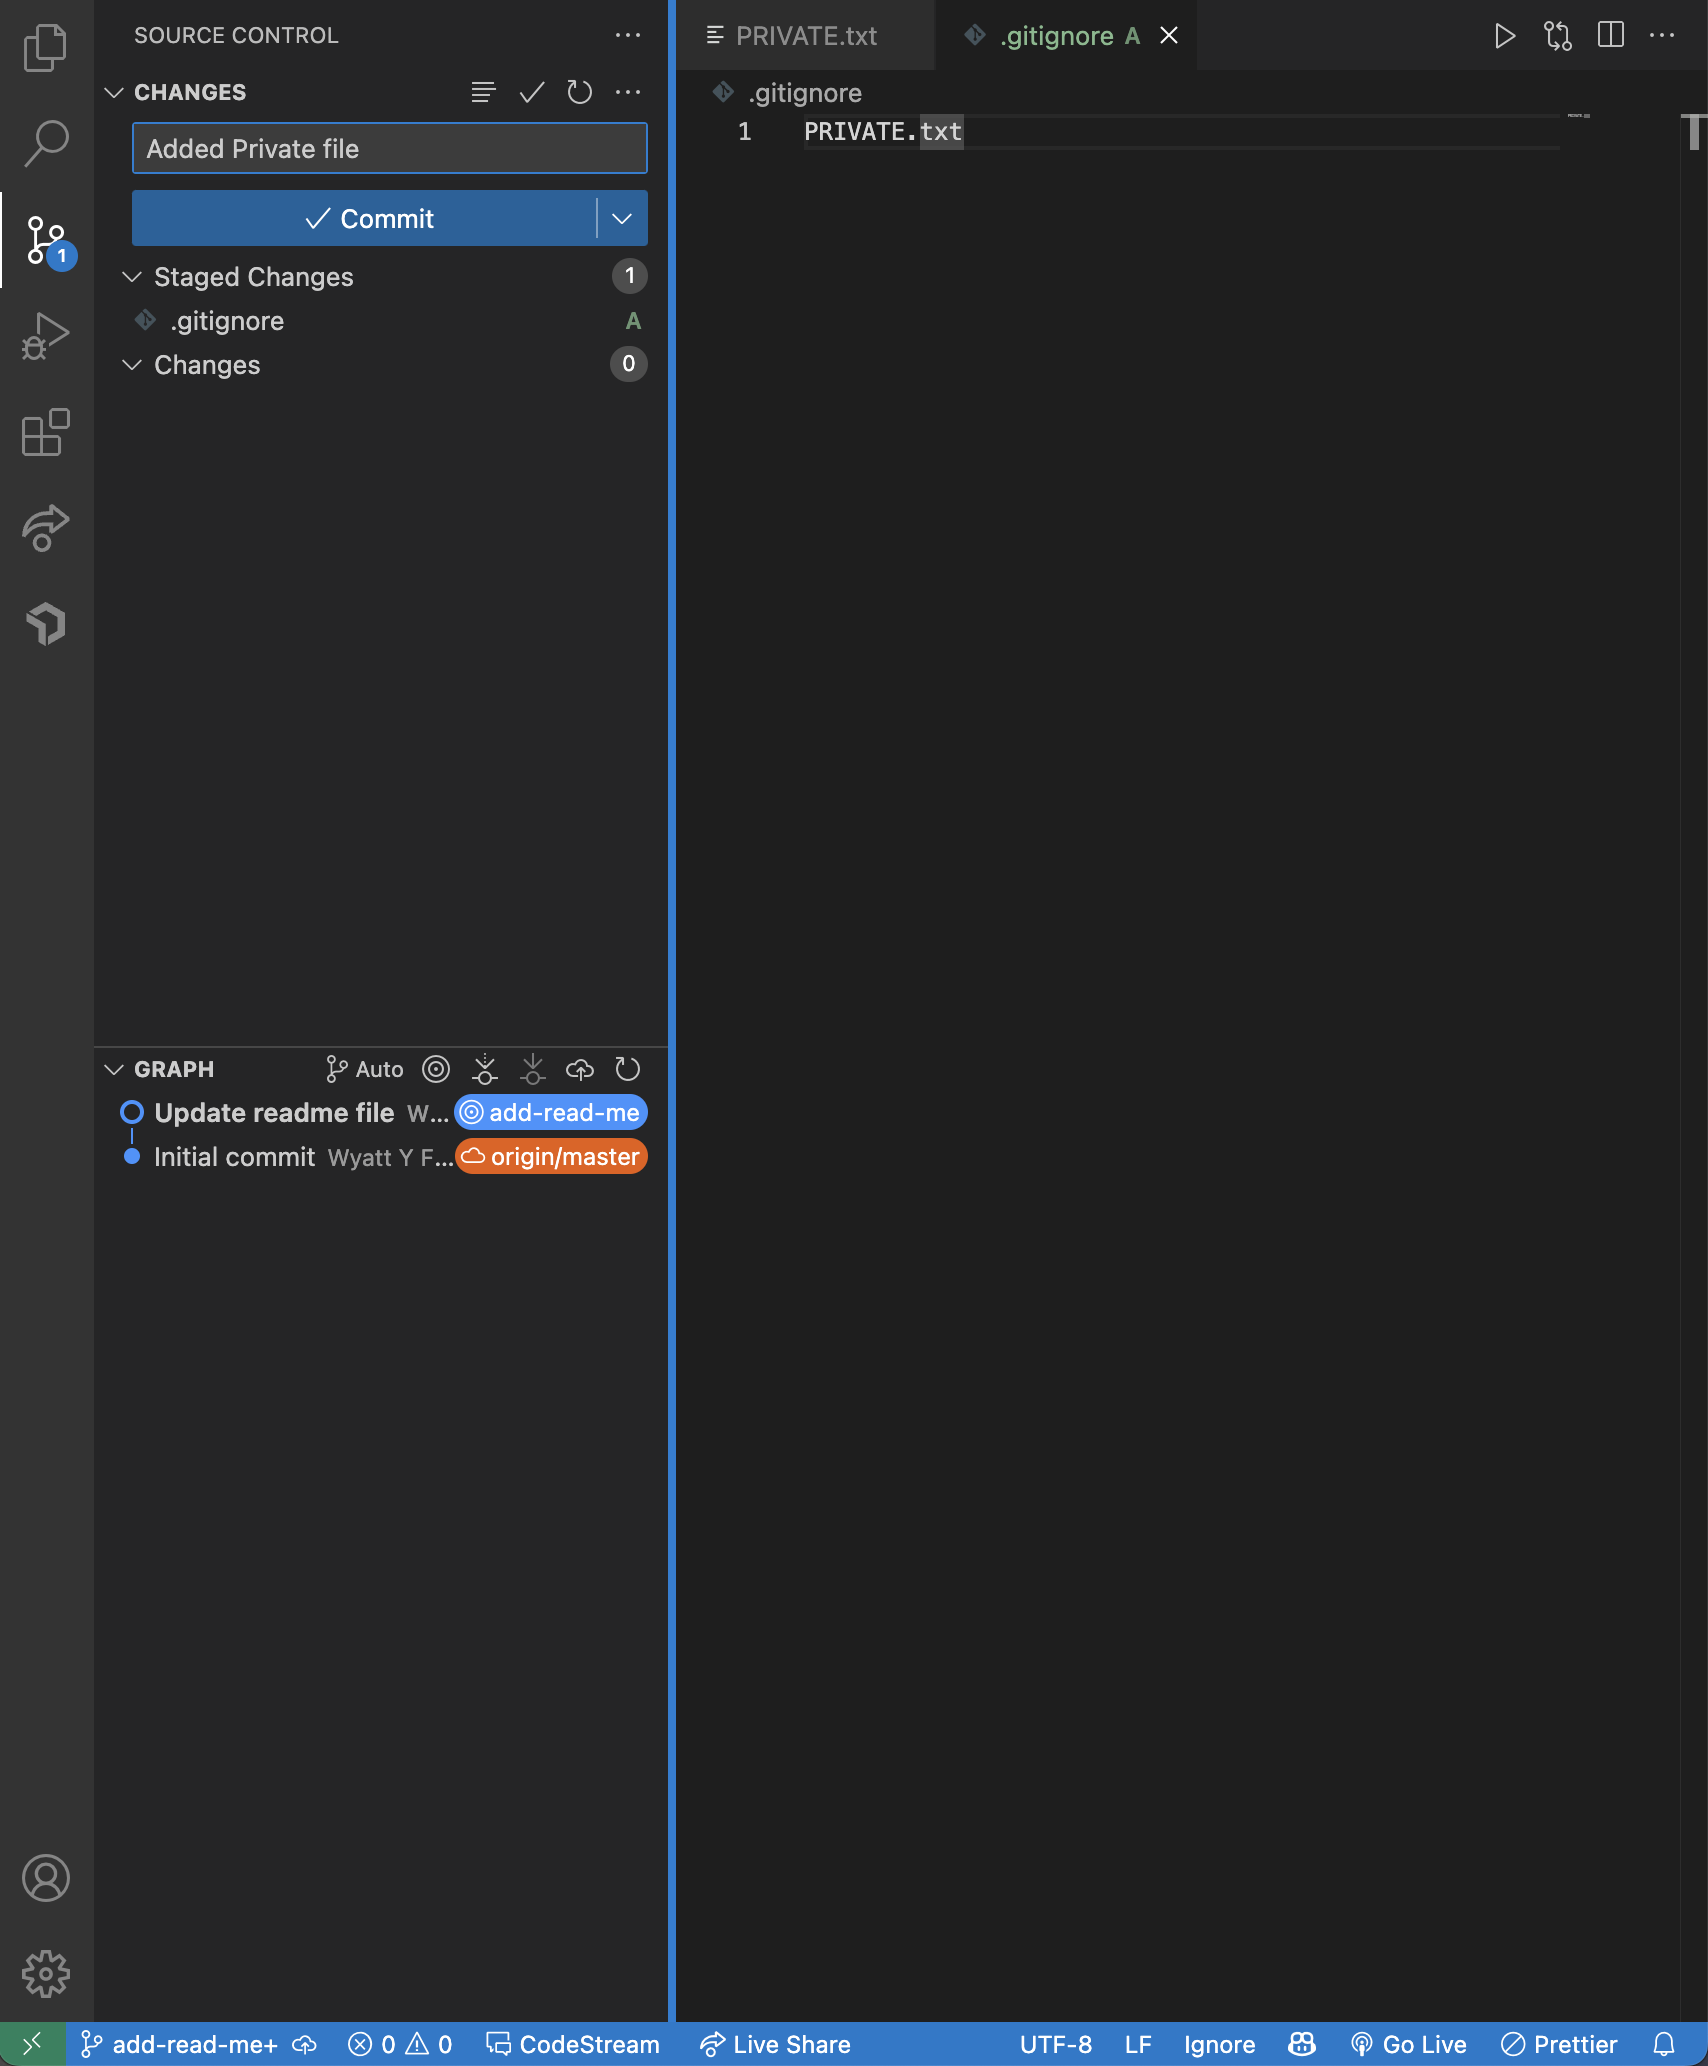 SOURCE CONTROL
CHANGES
Added Private file
Commit
Staged Changes 1
.gitignore A
Changes 0
1
GRAPH Auto
Update readme file W... add-read-me
Initial commit Wyatt Y F... origin/master
PRIVATE.txt .gitignore A
.gitignore
1 PRIVATE.txt
add-read-me+ 0 0 CodeStream Live Share UTF-8 LF Ignore Go Live Prettier